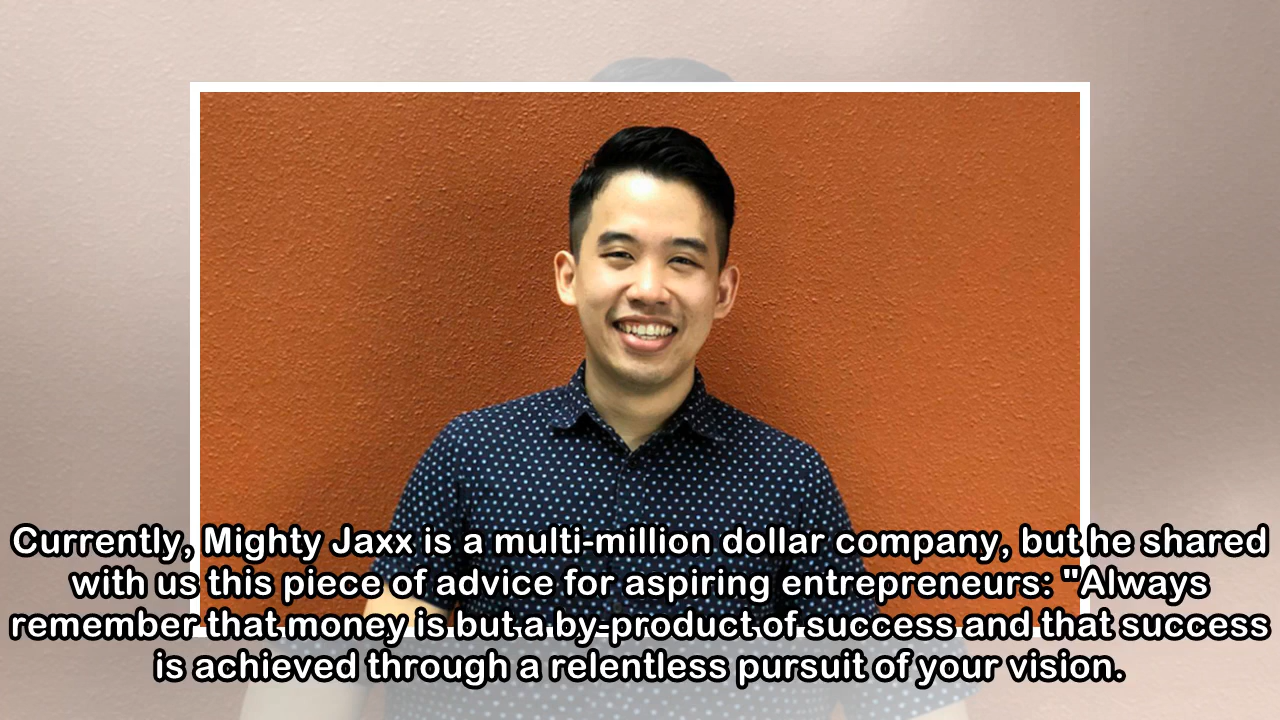 Currently, Mighty Jaxx is a multi-million dollar company, but he shared
with us this piece of advice for aspiring entrepreneurs: "Always
remember that money is but a by-product of success and that success
is achieved through a relentless pursuit of your vision.